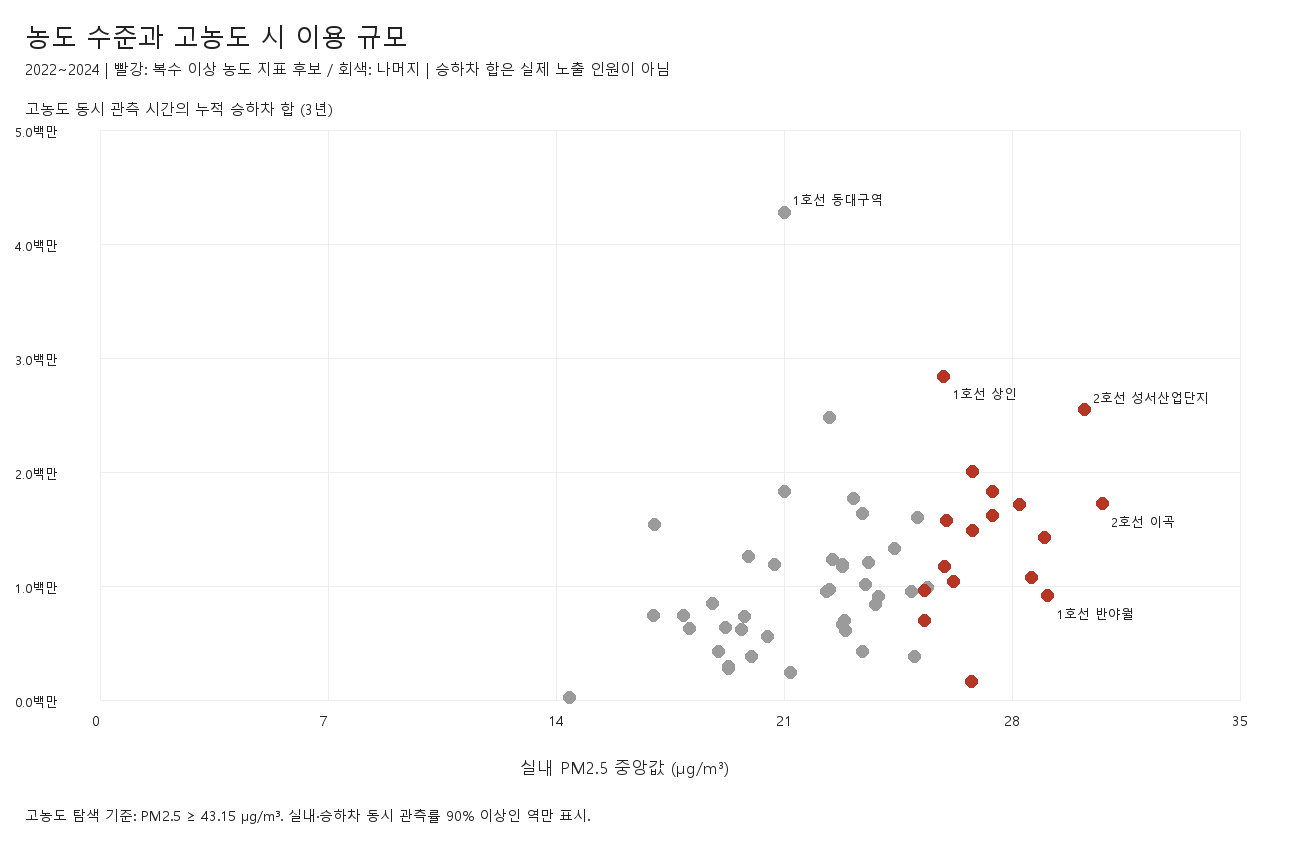 농도 수준과 고농도 시 이용 규모
2022~2024 | 빨강: 복수 이상 농도 지표 후보 / 회색: 나머지 | 승하차 합은 실제 노출 인원이 아님
고농도 동시 관측 시간의 누적 승하차 합 (3년)
5.0백만
1호선 동대구역
4.0백만
3.0백만
1호선 상인
2호선 성서산업단지
2.0백만
2호선 이곡
1.0백만
1호선 반야월
0.0백만
0 7 14 21 28 35
실내 PM2.5 중앙값 (µg/m³)
고농도 탐색 기준: PM2.5 ≥ 43.15 µg/m³. 실내·승하차 동시 관측률 90% 이상인 역만 표시.